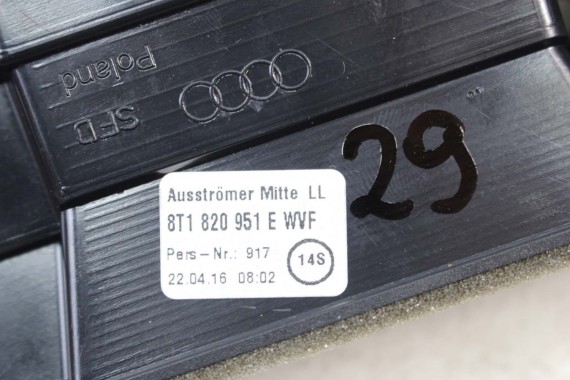 Poland
SFD
29
Ausströmer Mitte LL
8T1 820 951 E WVF
Pers-Nr.: 917
14S
22.04.16 08:02